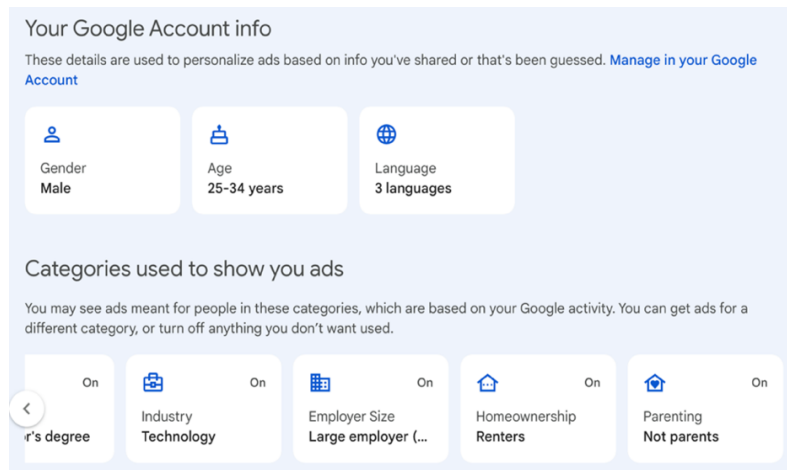 Your Google Account info
These details are used to personalize ads based on info you've shared or that's been guessed. Manage in your Google
Account
Gender
Male
Age
25-34 years
Language
3 languages
Categories used to show you ads
You may see ads meant for people in these categories, which are based on your Google activity. You can get ads for a
different category, or turn off anything you don't want used.
On
r's degree
On
Industry
Technology
On
Employer Size
Large employer (...
On
Homeownership
Renters
On
Parenting
Not parents